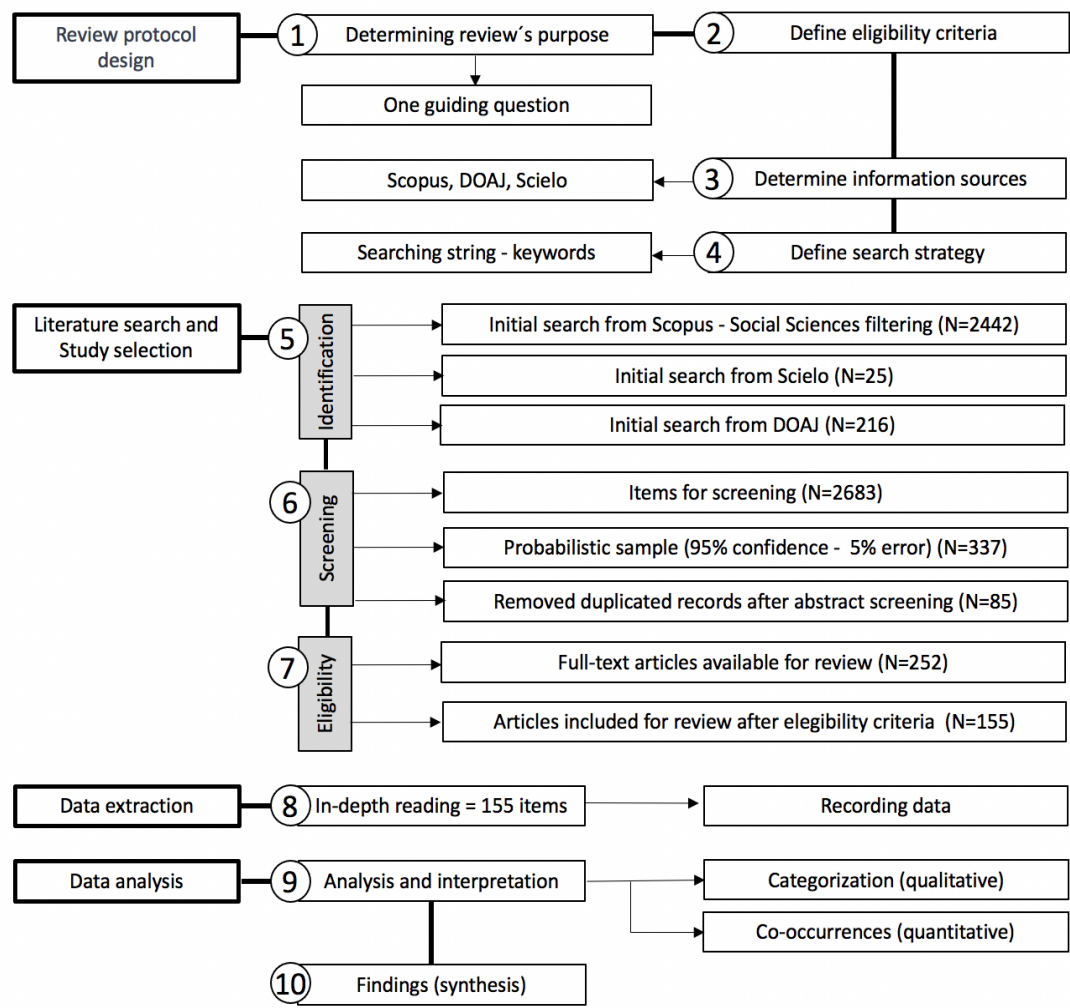 Review protocol
design
1
Determining review´s purpose
2
Define eligibility criteria
One guiding question
Scopus, DOAJ, Scielo
3
Determine information sources
Searching string - keywords
4
Define search strategy
Literature search and
Study selection
5
Identification
Initial search from Scopus - Social Sciences filtering (N=2442)
Initial search from Scielo (N=25)
Initial search from DOAJ (N=216)
6
Screening
Items for screening (N=2683)
Probabilistic sample (95% confidence - 5% error) (N=337)
Removed duplicated records after abstract screening (N=85)
7
Eligibility
Full-text articles available for review (N=252)
Articles included for review after elegibility criteria (N=155)
Data extraction
8
In-depth reading = 155 items
Recording data
Data analysis
9
Analysis and interpretation
Categorization (qualitative)
Co-occurrences (quantitative)
10
Findings (synthesis)